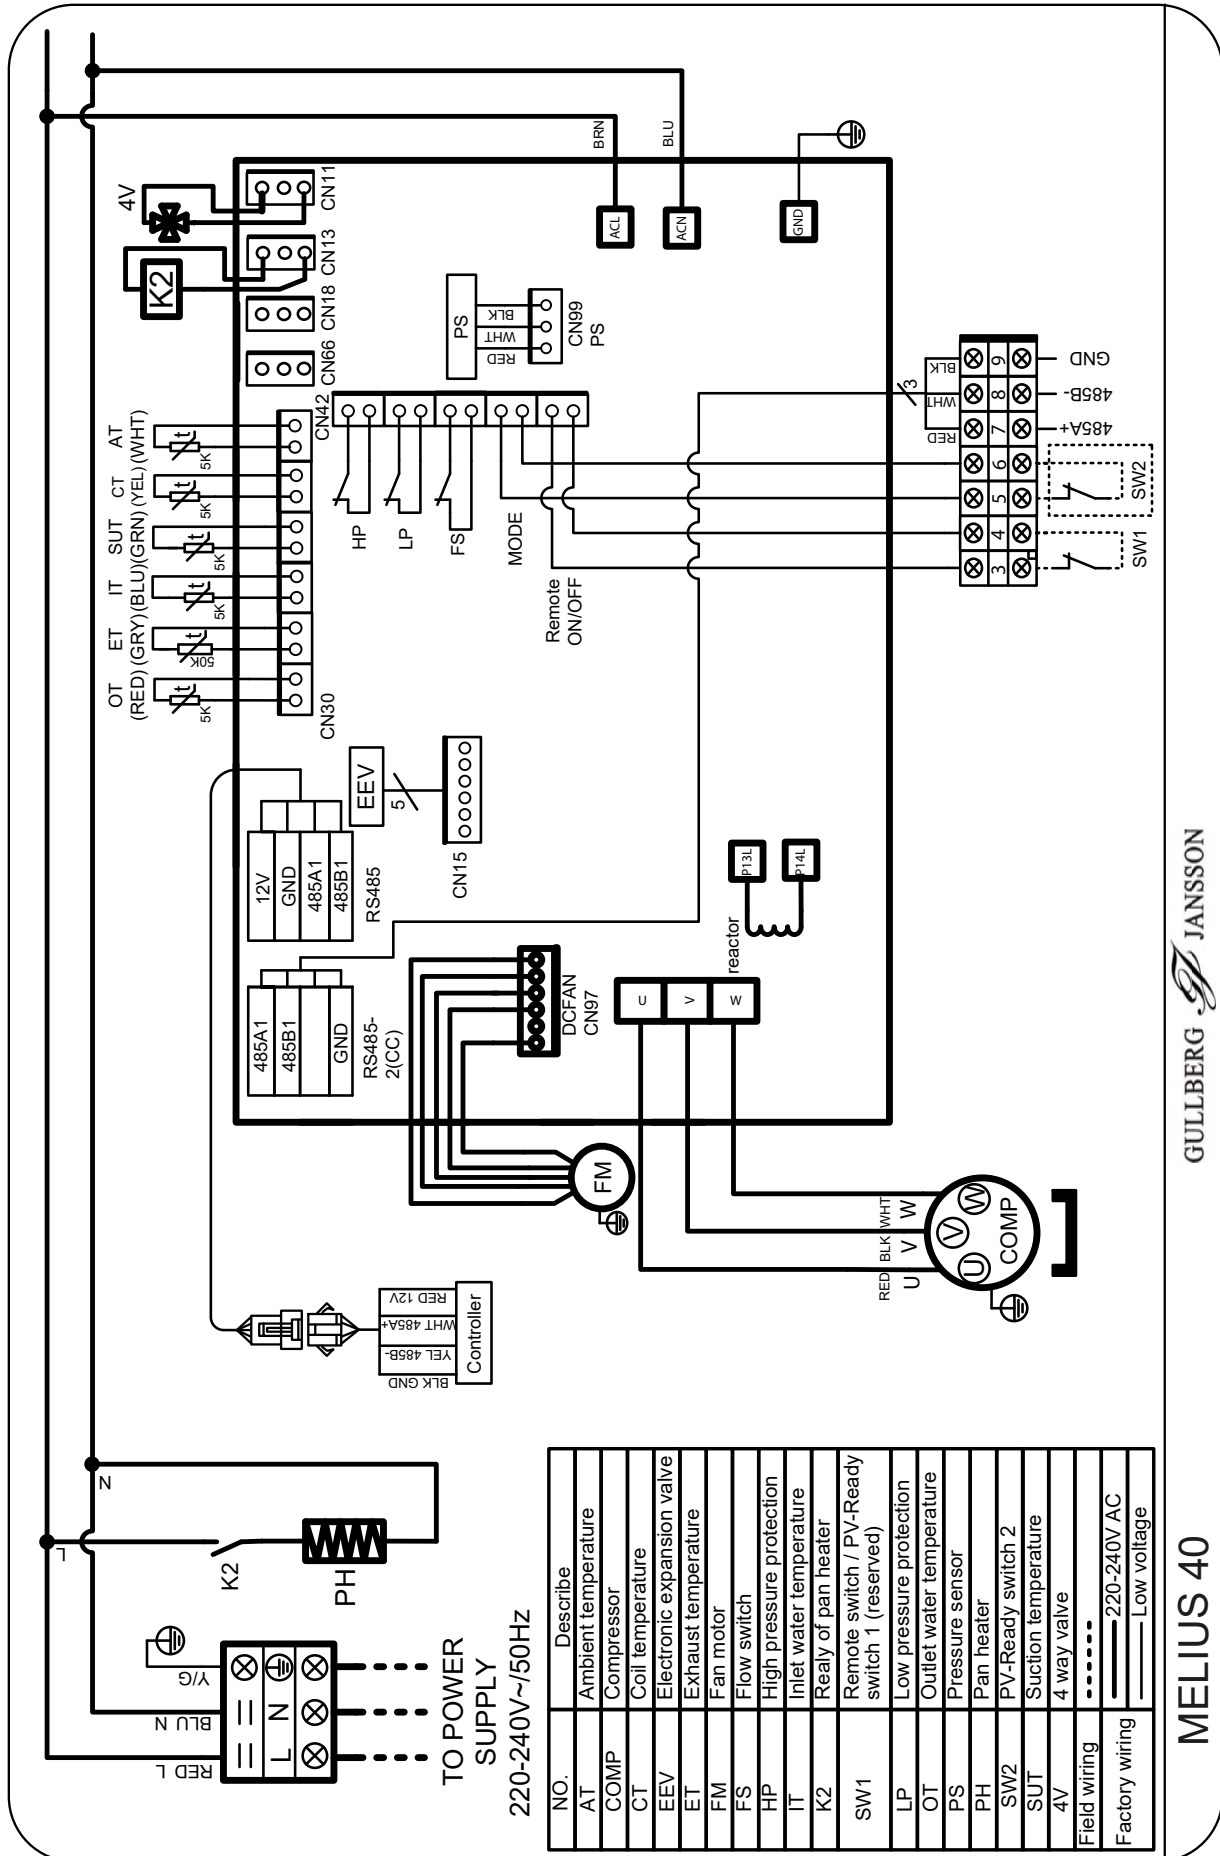 L
N
K2
PH
RED L
BLU N
Y/G
L
N
TO POWER
SUPPLY
220-240V~/50Hz
BLK GND
YEL 485B-
WHT 485A+
RED 12V
Controller
485A1
485B1
GND
RS485-
2(CC)
12V
GND
485A1
485B1
RS485
EEV
5
CN15
FM
DCFAN
CN97
U
V
W
reactor
P13L
P14L
RED
BLK
WHT
U
V
W
U
V
W
COMP
OT
(RED)
ET
(GRY)
IT
(BLU)
SUT
(GRN)
CT
(YEL)
AT
(WHT)
t
5K
t
50K
t
5K
t
5K
t
5K
t
5K
CN30
CN42
CN66
CN18
CN13
CN11
K2
4V
HP
LP
FS
MODE
Remote
ON/OFF
PS
RED
WHT
BLK
CN99
PS
ACL
ACN
GND
BRN
BLU
3
RED
WHT
BLK
3
4
5
6
7
8
9
SW1
SW2
485A+
485B-
GND
NO. Describe
AT Ambient temperature
COMP Compressor
CT Coil temperature
EEV Electronic expansion valve
ET Exhaust temperature
FM Fan motor
FS Flow switch
HP High pressure protection
IT Inlet water temperature
K2 Realy of pan heater
SW1 Remote switch / PV-Ready
switch 1 (reserved)
LP Low pressure protection
OT Outlet water temperature
PS Pressure sensor
PH Pan heater
SW2 PV-Ready switch 2
SUT Suction temperature
4V 4 way valve
Field wiring
Factory wiring 220-240V AC
Low voltage
MELIUS 40
GULLBERG JANSSON